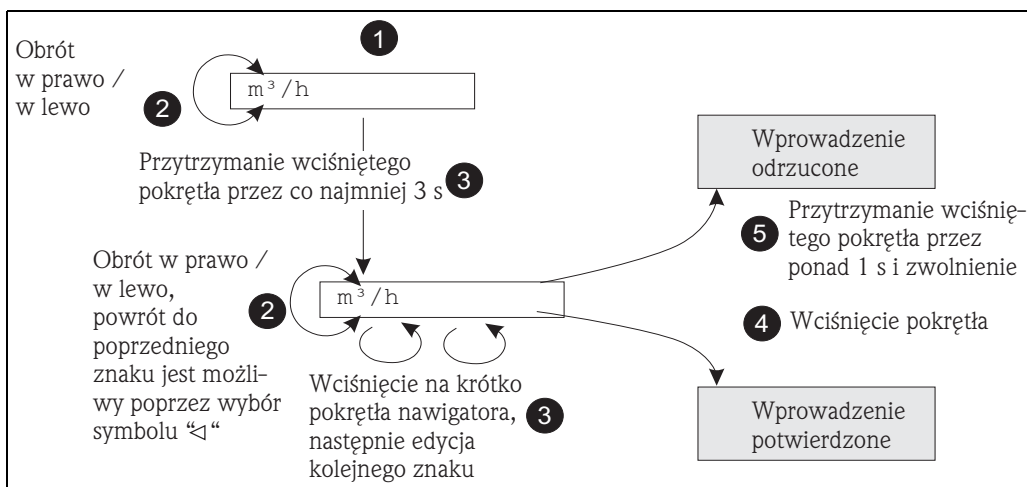 1
Obrót
w prawo /
w lewo
2
m³/h
Przytrzymanie wciśniętego
pokrętła przez co najmniej 3 s
3
Wprowadzenie
odrzucone
5
Przytrzymanie wciśnię-
tego pokrętła przez
ponad 1 s i zwolnienie
Obrót w prawo /
w lewo,
powrót do
poprzedniego
znaku jest możli-
wy poprzez wybór
symbolu “◁“
2
m³/h
4
Wciśnięcie pokrętła
Wciśnięcie na krótko
pokrętła nawigatora,
następnie edycja
kolejnego znaku
3
Wprowadzenie
potwierdzone